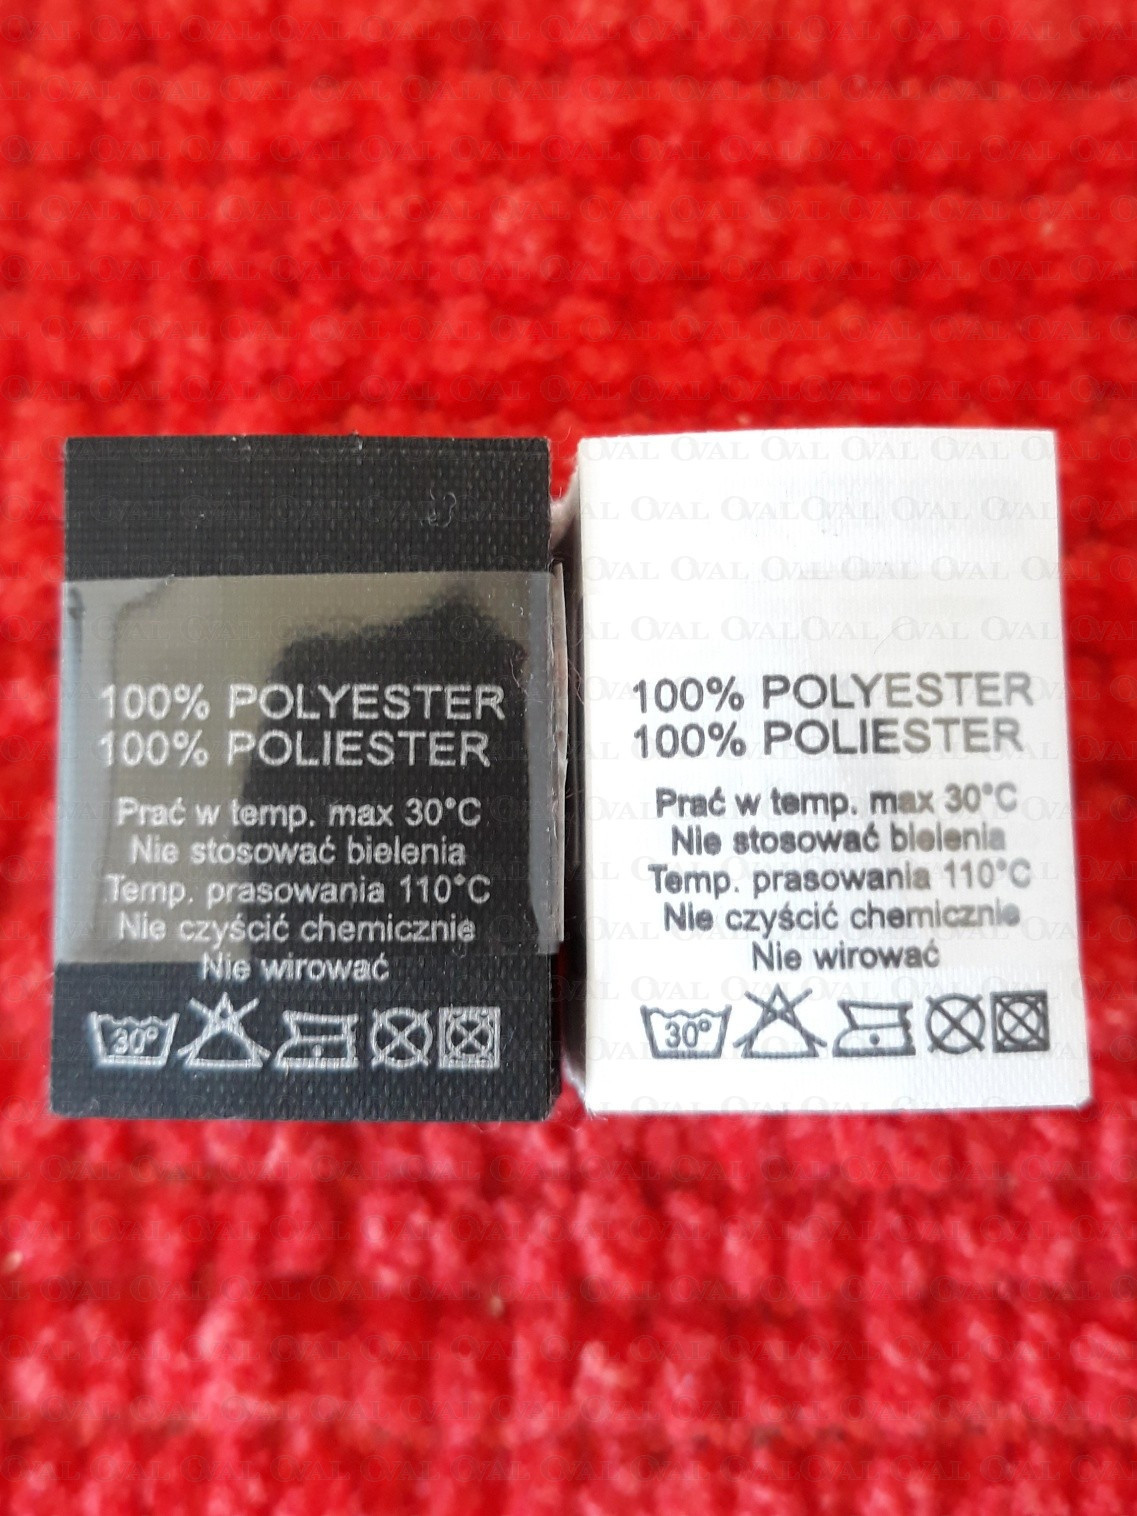 100% POLYESTER
100% POLIESTER
Prać w temp. max 30°C
Nie stosować bielenia
Temp. prasowania 110°C
Nie czyścić chemicznie
Nie wirować
30°
100% POLYESTER
100% POLIESTER
Prać w temp. max 30°C
Nie stosować bielenia
Temp. prasowania 110°C
Nie czyścić chemicznie
Nie wirować
30°
OVAL